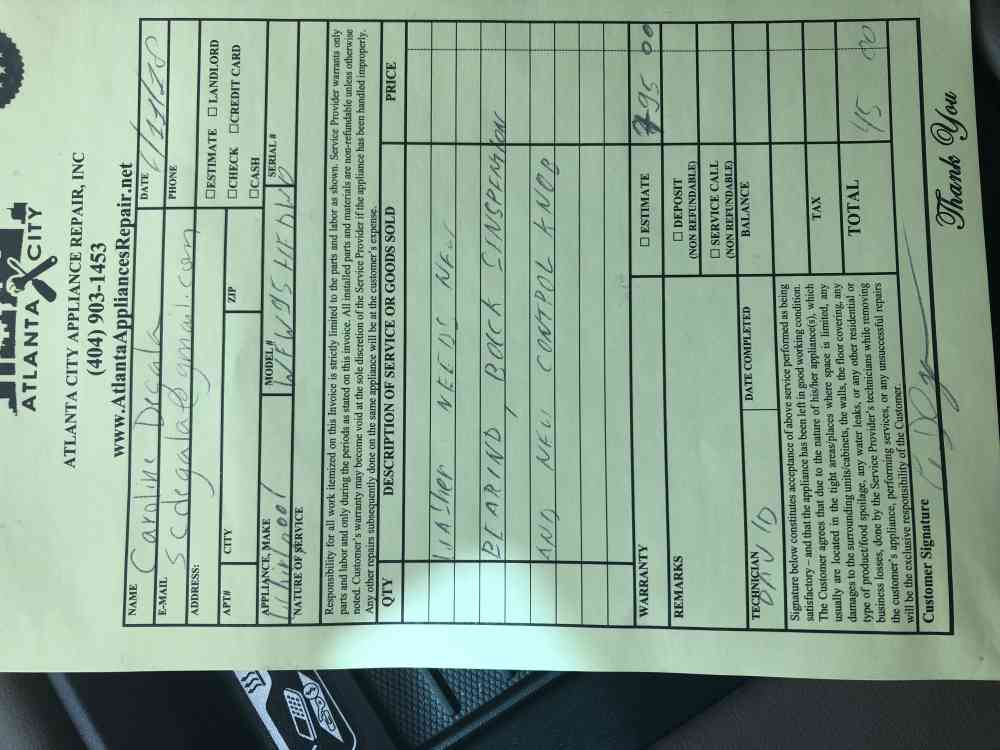 ATLANTA CITY
ATLANTA CITY APPLIANCE REPAIR, INC
(404) 903-1453
www.AtlantaAppliancesRepair.net
NAME Caroline Degala DATE
E-MAIL scdegala@gmail.com PHONE
ADDRESS: ☐ ESTIMATE ☐ LANDLORD
☐ CHECK ☐ CREDIT CARD
APT# CITY ZIP ☐ CASH
APPLIANCE, MAKE Whirlpool MODEL # SERIAL #
NATURE OF SERVICE
Responsibility for all work itemized on this Invoice is strictly limited to the parts and labor as shown. Service Provider warrants only
parts and labor and only during the periods as stated on this invoice. All installed parts and materials are non-refundable unless otherwise
noted. Customer's warranty may become void at the sole discretion of the Service Provider if the appliance has been handled improperly.
Any other repairs subsequently done on the same appliance will be at the customer's expense.
QTY DESCRIPTION OF SERVICE OR GOODS SOLD PRICE
Washer NEEDS NEW
BEARIND, BACK SINSPENSION
AND NEW CONTROL KNOB
WARRANTY ☐ ESTIMATE 95 00
REMARKS ☐ DEPOSIT
(NON REFUNDABLE)
☐ SERVICE CALL
(NON REFUNDABLE)
TECHNICIAN DAVID DATE COMPLETED BALANCE
Signature below constitutes acceptance of above service performed as being
satisfactory – and that the appliance has been left in good working condition.
The Customer agrees that due to the nature of his/her appliance(s), which
usually are located in the tight areas/places where space is limited, any
damages to the surrounding units/cabinets, the walls, the floor covering, any
type of product/food spoilage, any water leaks, or any other residential or
business losses, done by the Service Provider's technicians while removing
the customer's appliance, performing services, or any unsuccessful repairs
will be the exclusive responsibility of the Customer.
TAX
TOTAL 45 00
Customer Signature
Thank You